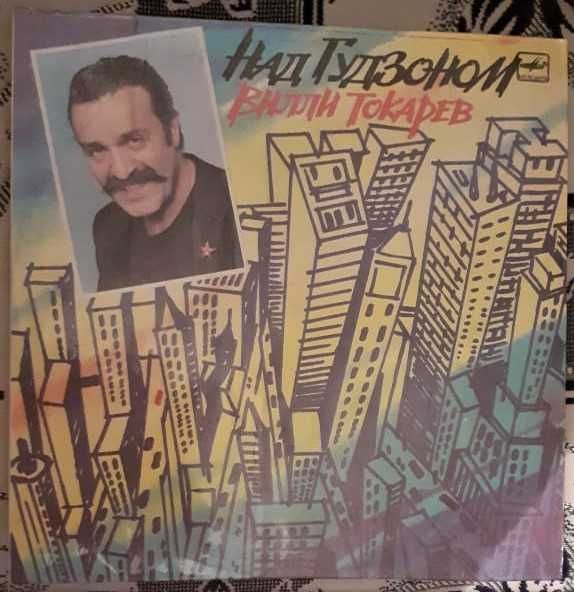 Над Гудзоном
Вилли Токарев